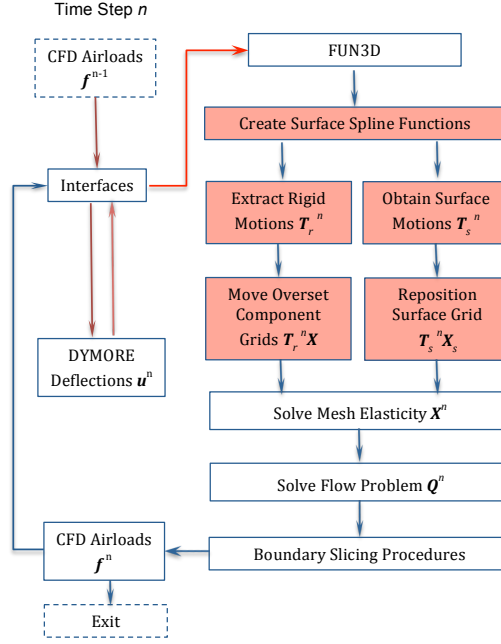 Time Step n
CFD Airloads
f^n-1
Interfaces
DYMORE
Deflections u^n
FUN3D
Create Surface Spline Functions
Extract Rigid
Motions T_r^n
Obtain Surface
Motions T_s^n
Move Overset
Component
Grids T_r^n X
Reposition
Surface Grid
T_s^n X_s
Solve Mesh Elasticity X^n
Solve Flow Problem Q^n
Boundary Slicing Procedures
CFD Airloads
f^n
Exit